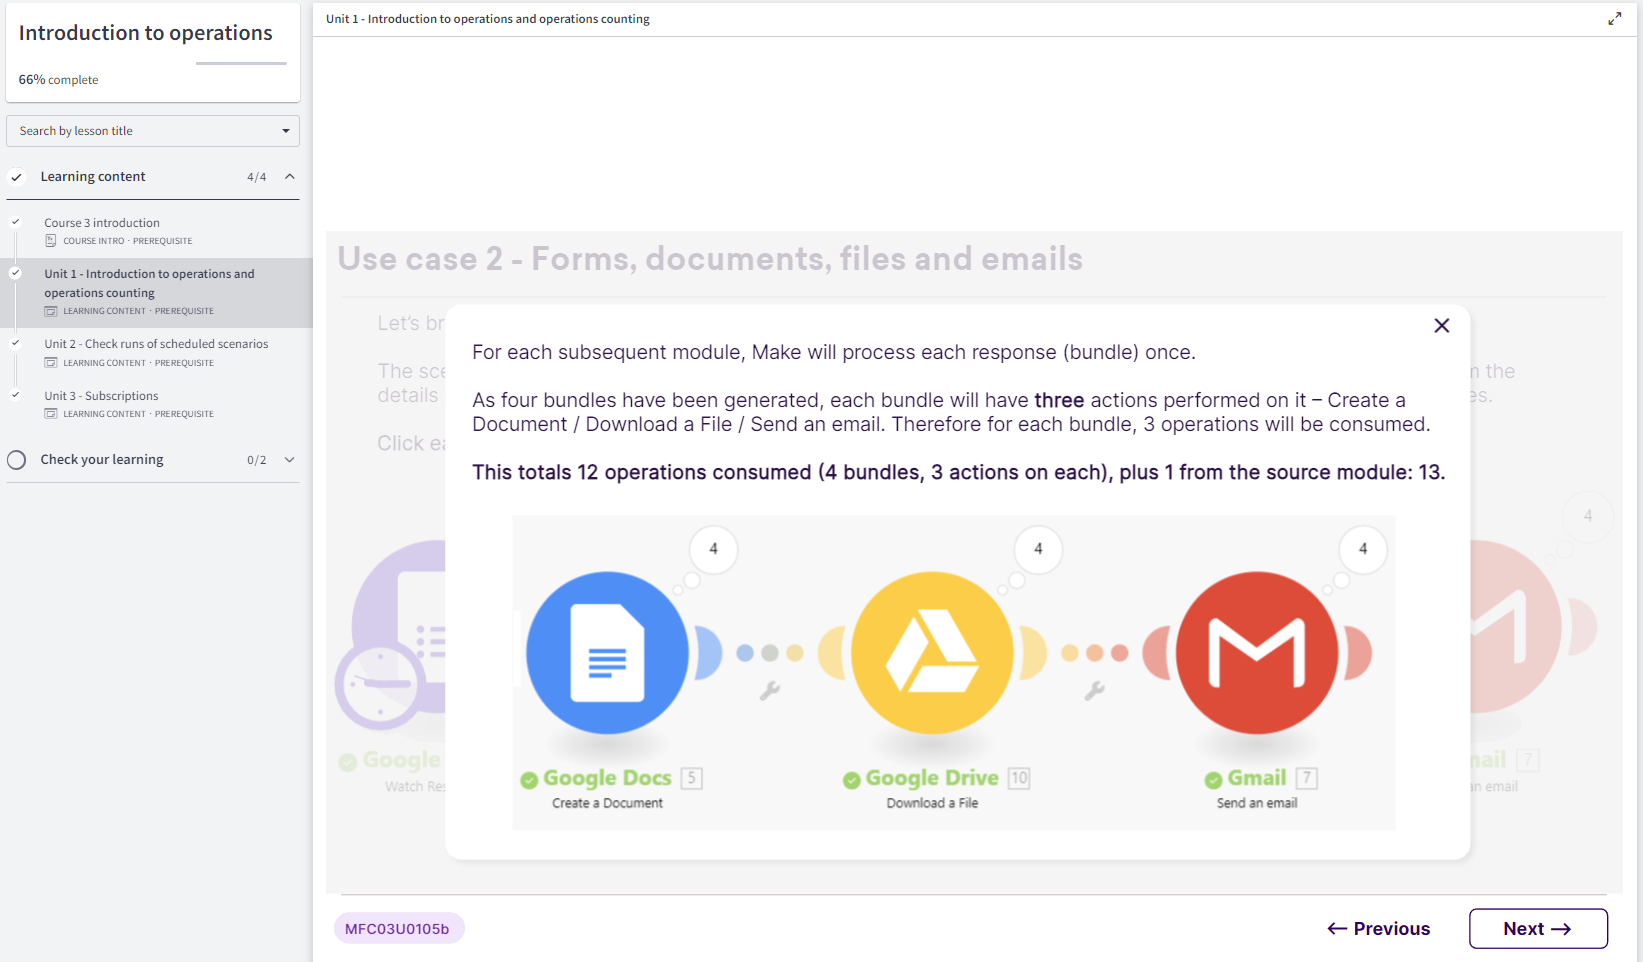 Introduction to operations
66% complete
Search by lesson title
Learning content 4/4
Course 3 introduction
COURSE INTRO · PREREQUISITE
Unit 1 - Introduction to operations and
operations counting
LEARNING CONTENT · PREREQUISITE
Unit 2 - Check runs of scheduled scenarios
LEARNING CONTENT · PREREQUISITE
Unit 3 - Subscriptions
LEARNING CONTENT · PREREQUISITE
Check your learning 0/2
Unit 1 - Introduction to operations and operations counting
Use case 2 - Forms, documents, files and emails
Let's
The
details
Click
the
For each subsequent module, Make will process each response (bundle) once.
As four bundles have been generated, each bundle will have three actions performed on it – Create a
Document / Download a File / Send an email. Therefore for each bundle, 3 operations will be consumed.
This totals 12 operations consumed (4 bundles, 3 actions on each), plus 1 from the source module: 13.
4 4 4 4
Google
Watch
Google Docs 5
Create a Document
Google Drive 10
Download a File
Gmail 7
Send an email
7
email
MFC03U0105b
← Previous
Next →